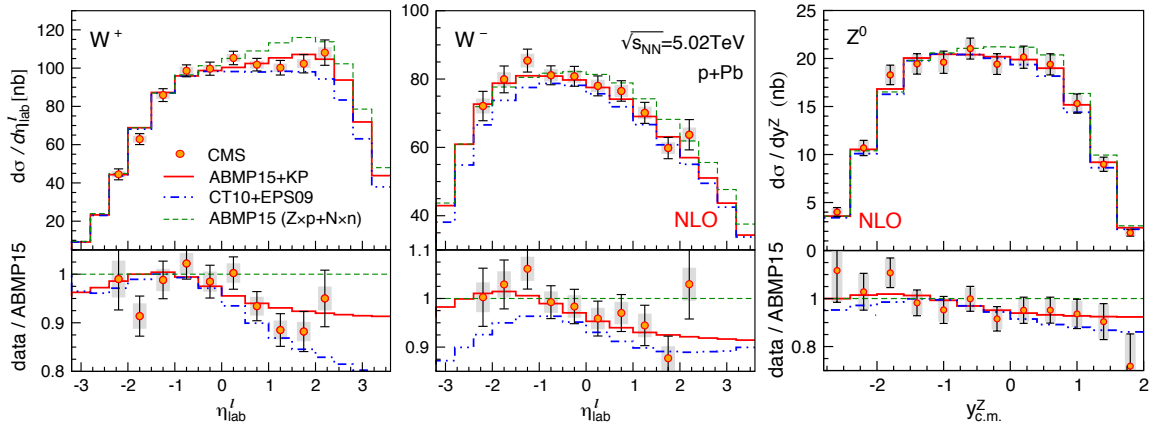 W⁺
W⁻
√s_NN=5.02TeV
p+Pb
Z⁰
dσ / dη^l_lab [nb]
120
100
80
60
40
20
CMS
ABMP15+KP
CT10+EPS09
ABMP15 (Z×p+N×n)
100
80
60
40
NLO
dσ / dy^Z (nb)
25
20
15
10
5
0
NLO
data / ABMP15
1
0.9
0.8
-3 -2 -1 0 1 2 3
η^l_lab
1.1
1
0.9
-3 -2 -1 0 1 2 3
η^l_lab
data / ABMP15
1
0.8
-2 -1 0 1 2
y^Z_c.m.